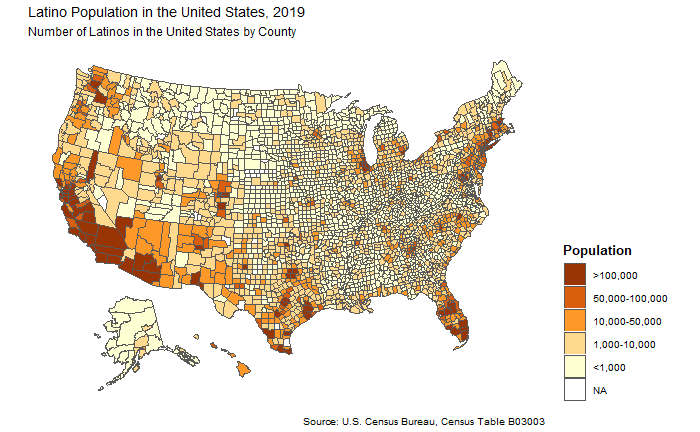 Latino Population in the United States, 2019
Number of Latinos in the United States by County
Population
>100,000
50,000-100,000
10,000-50,000
1,000-10,000
<1,000
NA
Source: U.S. Census Bureau, Census Table B03003